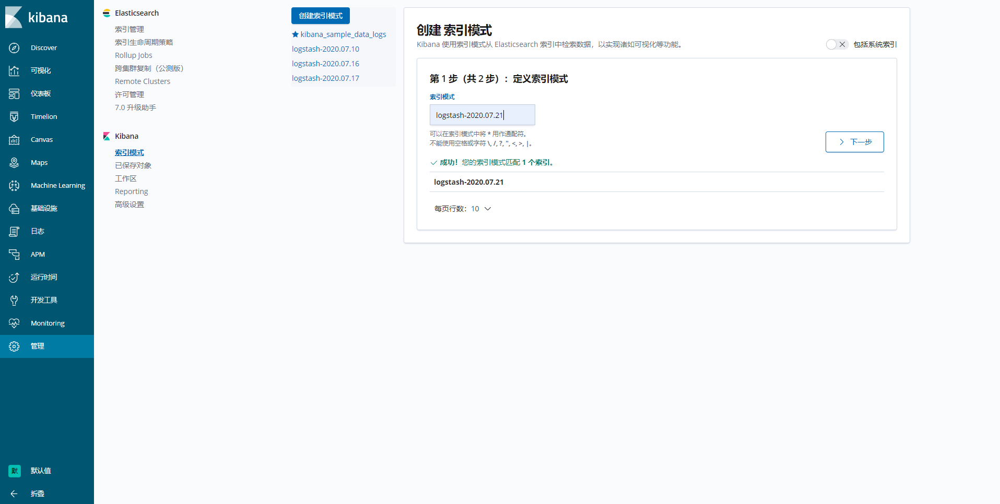 kibana
Discover
可视化
仪表板
Timelion
Canvas
Maps
Machine Learning
基础设施
日志
APM
运行时间
开发工具
Monitoring
管理
默 默认值
折叠
Elasticsearch
索引管理
索引生命周期策略
Rollup Jobs
跨集群复制（公测版）
Remote Clusters
许可管理
7.0 升级助手
Kibana
索引模式
已保存对象
工作区
Reporting
高级设置
创建索引模式
kibana_sample_data_logs
logstash-2020.07.10
logstash-2020.07.16
logstash-2020.07.17
创建 索引模式
Kibana 使用索引模式从 Elasticsearch 索引中检索数据，以实现诸如可视化等功能。
包括系统索引
第 1 步（共 2 步）：定义索引模式
索引模式
logstash-2020.07.21
可以在索引模式中将 * 用作通配符。
不能使用空格或字符 \, /, ?, ", <, >, |。
下一步
成功！您的索引模式匹配 1 个索引。
logstash-2020.07.21
每页行数：10